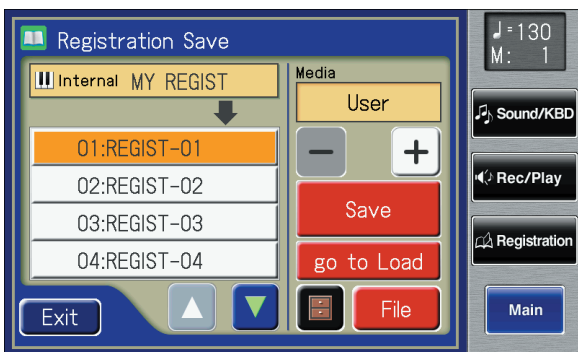 Registration Save
Internal MY REGIST
01:REGIST-01
02:REGIST-02
03:REGIST-03
04:REGIST-04
Exit
Media
User
− +
Save
go to Load
File
♩=130
M: 1
Sound/KBD
Rec/Play
Registration
Main